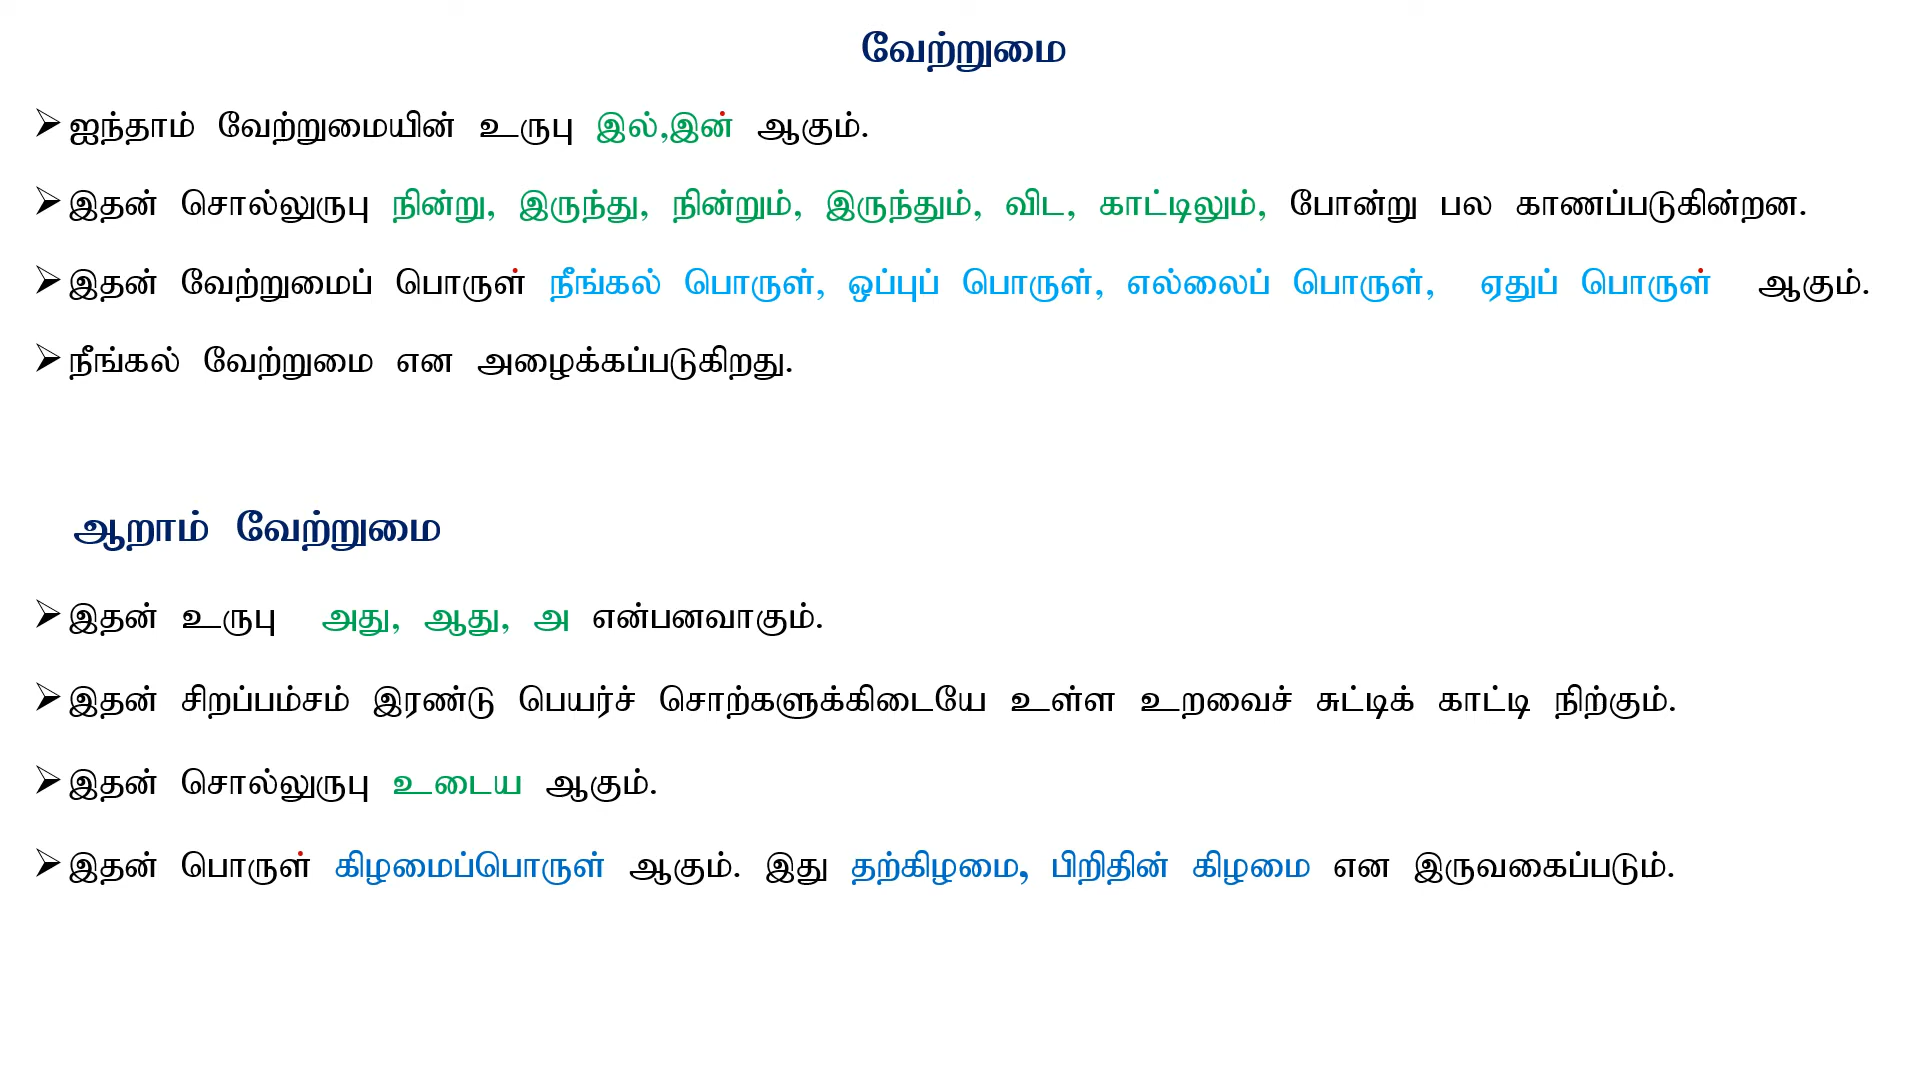 வேற்றுமை
➢ஐந்தாம் வேற்றுமையின் உருபு இல்,இன் ஆகும்.
➢இதன் சொல்லுருபு நின்று, இருந்து, நின்றும், இருந்தும், விட, காட்டிலும், போன்று பல காணப்படுகின்றன.
➢இதன் வேற்றுமைப் பொருள் நீங்கல் பொருள், ஒப்புப் பொருள், எல்லைப் பொருள், ஏதுப் பொருள் ஆகும்.
➢நீங்கல் வேற்றுமை என அழைக்கப்படுகிறது.
ஆறாம் வேற்றுமை
➢இதன் உருபு அது, ஆது, அ என்பனவாகும்.
➢இதன் சிறப்பம்சம் இரண்டு பெயர்ச் சொற்களுக்கிடையே உள்ள உறவைச் சுட்டிக் காட்டி நிற்கும்.
➢இதன் சொல்லுருபு உடைய ஆகும்.
➢இதன் பொருள் கிழமைப்பொருள் ஆகும். இது தற்கிழமை, பிறிதின் கிழமை என இருவகைப்படும்.